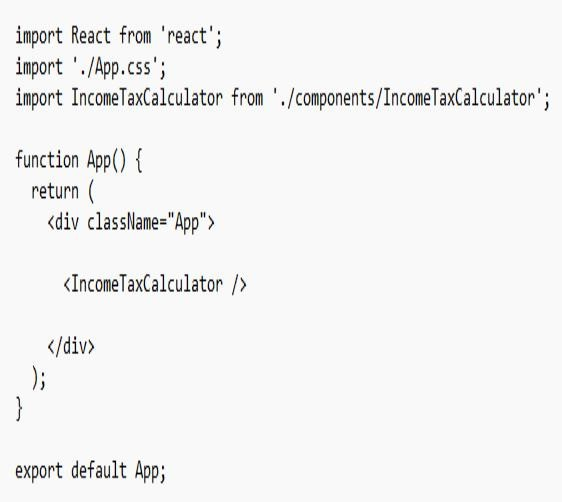 import React from 'react';
import './App.css';
import IncomeTaxCalculator from './components/IncomeTaxCalculator';

function App() {
  return (
    <div className="App">

      <IncomeTaxCalculator />

    </div>
  );
}

export default App;